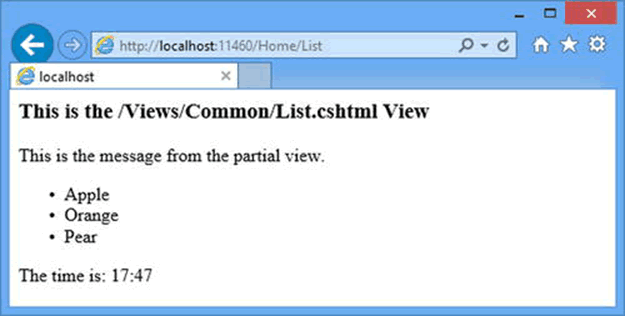 http://localhost:11460/Home/List
localhost
This is the /Views/Common/List.cshtml View
This is the message from the partial view.
• Apple
• Orange
• Pear
The time is: 17:47